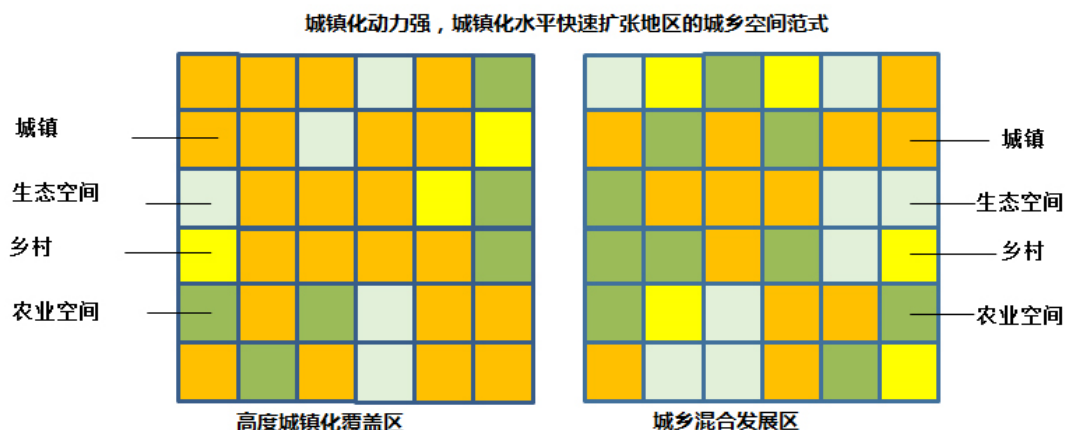 城镇化动力强，城镇化水平快速扩张地区的城乡空间范式
城镇
生态空间
乡村
农业空间
城镇
生态空间
乡村
农业空间
高度城镇化覆盖区
城乡混合发展区